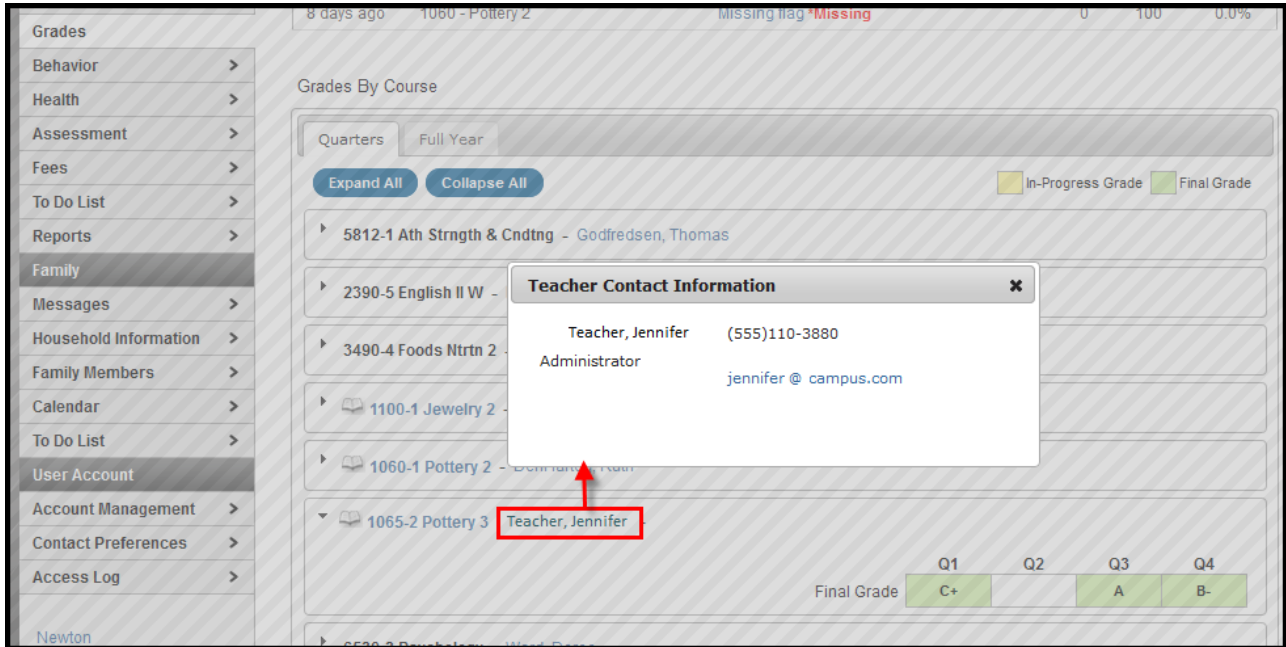 8 days ago 1060 - Pottery 2 Missing flag *Missing 0 100 0.0%
Grades
Behavior >
Health >
Assessment >
Fees >
To Do List >
Reports >
Family
Messages >
Household Information >
Family Members >
Calendar >
To Do List >
User Account
Account Management >
Contact Preferences >
Access Log >
Newton
Grades By Course
Quarters Full Year
Expand All Collapse All In-Progress Grade Final Grade
5812-1 Ath Strngth & Cndtng - Godfredsen, Thomas
2390-5 English II W -
3490-4 Foods Ntrtn 2 -
1100-1 Jewelry 2 -
1060-1 Pottery 2 -
Teacher Contact Information
Teacher, Jennifer (555)110-3880
Administrator
jennifer @ campus.com
1065-2 Pottery 3 Teacher, Jennifer -
Q1 Q2 Q3 Q4
Final Grade C+ A B-